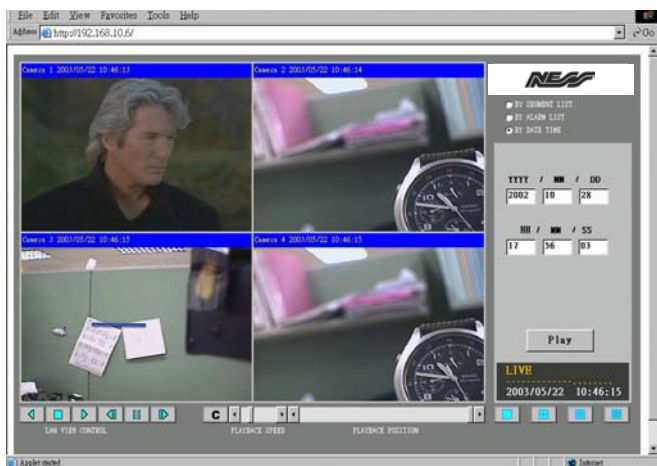 File Edit View Favorites Tools Help
Address http://192.168.10.6/
Go
Camera 1 2003/05/22 10:46:15
Camera 2 2003/05/22 10:46:14
NESS
BY SEGMENT LIST
BY ALARM LIST
BY DATE TIME
YYYY / MM / DD
2002 10 28
HH / MM / SS
17 56 03
Camera 3 2003/05/22 10:46:15
Camera 4 2003/05/22 10:46:15
Play
LIVE
2003/05/22 10:46:15
C
LAN VIEW CONTROL
PLAYBACK SPEED
PLAYBACK POSITION
Applet started
Internet